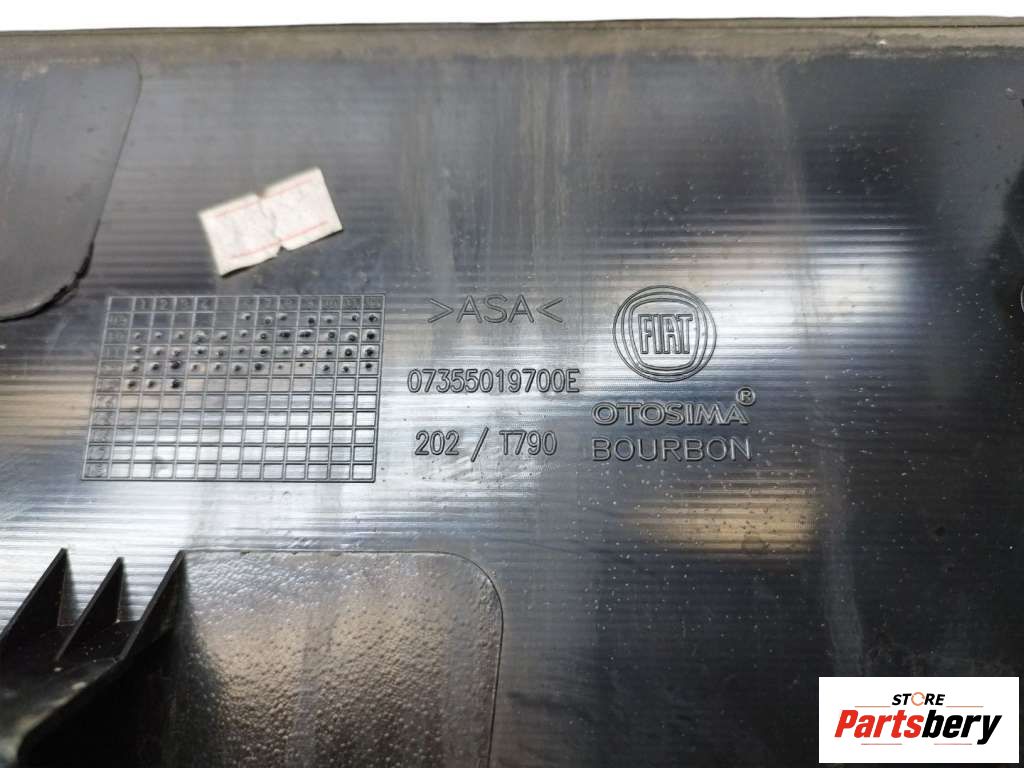 >ASA<
FIAT
07355019700E
OTOSIMA®
202 / T790
BOURBON
STORE
Partsbery